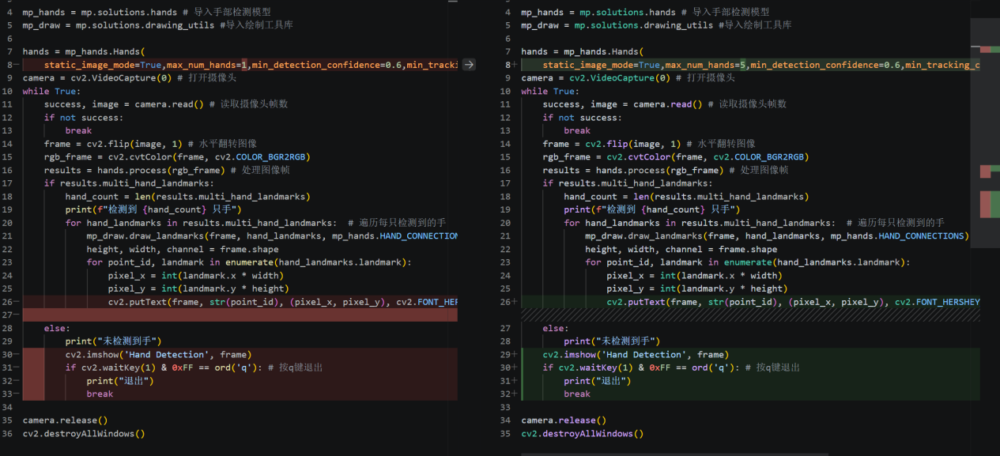 4 mp_hands = mp.solutions.hands # 导入手部检测模型
5 mp_draw = mp.solutions.drawing_utils #导入绘制工具库
6
7 hands = mp_hands.Hands(
8− static_image_mode=True,max_num_hands=1,min_detection_confidence=0.6,min_tracki
9 camera = cv2.VideoCapture(0) # 打开摄像头
10 while True:
11 success, image = camera.read() # 读取摄像头帧数
12 if not success:
13 break
14 frame = cv2.flip(image, 1) # 水平翻转图像
15 rgb_frame = cv2.cvtColor(frame, cv2.COLOR_BGR2RGB)
16 results = hands.process(rgb_frame) # 处理图像帧
17 if results.multi_hand_landmarks:
18 hand_count = len(results.multi_hand_landmarks)
19 print(f"检测到 {hand_count} 只手")
20 for hand_landmarks in results.multi_hand_landmarks: # 遍历每只检测到的手
21 mp_draw.draw_landmarks(frame, hand_landmarks, mp_hands.HAND_CONNECTION
22 height, width, channel = frame.shape
23 for point_id, landmark in enumerate(hand_landmarks.landmark):
24 pixel_x = int(landmark.x * width)
25 pixel_y = int(landmark.y * height)
26− cv2.putText(frame, str(point_id), (pixel_x, pixel_y), cv2.FONT_HER
27−
28 else:
29 print("未检测到手")
30− cv2.imshow('Hand Detection', frame)
31− if cv2.waitKey(1) & 0xFF == ord('q'): # 按q键退出
32− print("退出")
33− break
34
35 camera.release()
36 cv2.destroyAllWindows()
4 mp_hands = mp.solutions.hands # 导入手部检测模型
5 mp_draw = mp.solutions.drawing_utils #导入绘制工具库
6
7 hands = mp_hands.Hands(
8+ static_image_mode=True,max_num_hands=5,min_detection_confidence=0.6,min_tracking_c
9 camera = cv2.VideoCapture(0) # 打开摄像头
10 while True:
11 success, image = camera.read() # 读取摄像头帧数
12 if not success:
13 break
14 frame = cv2.flip(image, 1) # 水平翻转图像
15 rgb_frame = cv2.cvtColor(frame, cv2.COLOR_BGR2RGB)
16 results = hands.process(rgb_frame) # 处理图像帧
17 if results.multi_hand_landmarks:
18 hand_count = len(results.multi_hand_landmarks)
19 print(f"检测到 {hand_count} 只手")
20 for hand_landmarks in results.multi_hand_landmarks: # 遍历每只检测到的手
21 mp_draw.draw_landmarks(frame, hand_landmarks, mp_hands.HAND_CONNECTIONS)
22 height, width, channel = frame.shape
23 for point_id, landmark in enumerate(hand_landmarks.landmark):
24 pixel_x = int(landmark.x * width)
25 pixel_y = int(landmark.y * height)
26+ cv2.putText(frame, str(point_id), (pixel_x, pixel_y), cv2.FONT_HERSHEY
27 else:
28 print("未检测到手")
29+ cv2.imshow('Hand Detection', frame)
30+ if cv2.waitKey(1) & 0xFF == ord('q'): # 按q键退出
31+ print("退出")
32+ break
33
34 camera.release()
35 cv2.destroyAllWindows()